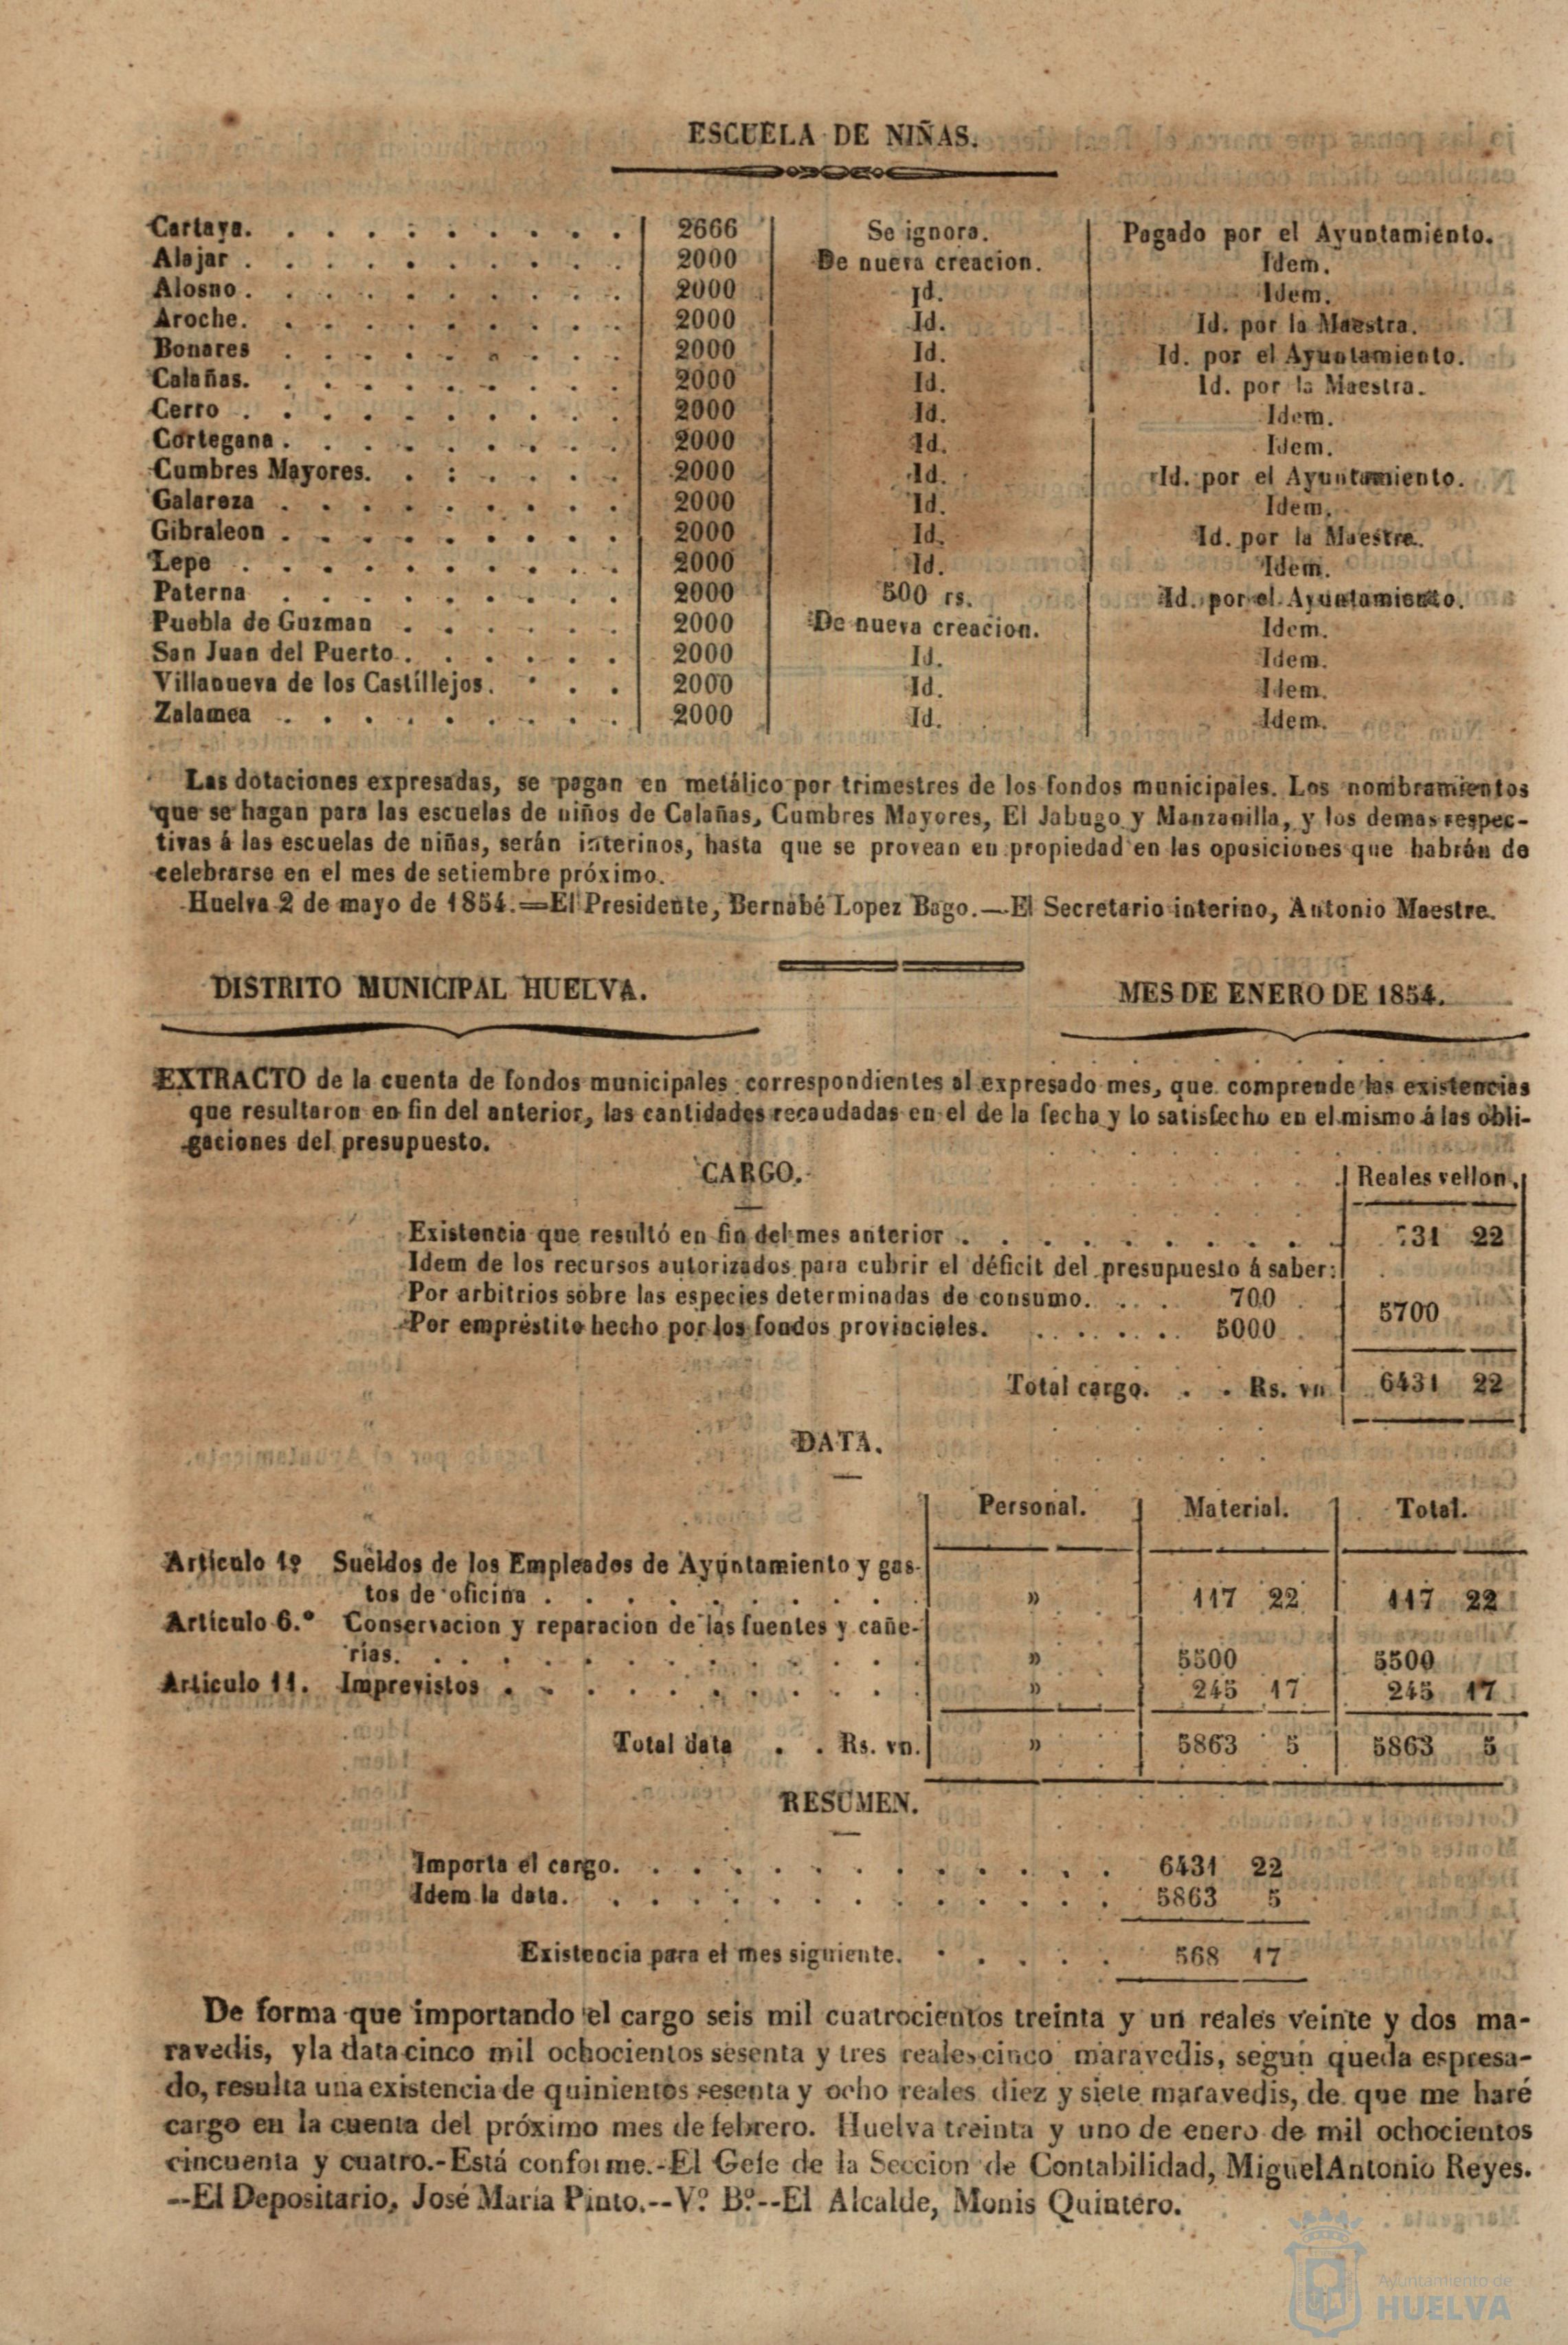 ESCUELA DE NIÑAS.
Cartaya. . . . . . . . . . 2666 Se ignora. Pagado por el Ayuntamiento.
Alajar . . . . . . . . . . 2000 De nueva creacion. Idem.
Alosno . . . . . . . . . . 2000 Id. Idem.
Aroche. . . . . . . . . . 2000 Id. Id. por la Maestra.
Bonares . . . . . . . . . 2000 Id. Id. por el Ayuntamiento.
Calañas. . . . . . . . . . 2000 Id. Id. por la Maestra.
Cerro . . . . . . . . . . 2000 Id. Idem.
Cortegana . . . . . . . . . 2000 Id. Idem.
Cumbres Mayores. . : . . . . 2000 Id. Id. por el Ayuntamiento.
Galaroza . . . . . . . . . 2000 Id. Idem.
Gibraleon . . . . . . . . . 2000 Id. Id. por la Maestra.
Lepe . . . . . . . . . . 2000 Id. Idem.
Paterna . . . . . . . . . 2000 500 rs. Id. por el Ayuntamiento.
Puebla de Guzman . . . . . . 2000 De nueva creacion. Idem.
San Juan del Puerto . . . . . . 2000 Id. Idem.
Villanueva de los Castillejos. . . . 2000 Id. Idem.
Zalamea . . . . . . . . . 2000 Id. Idem.
Las dotaciones expresadas, se pagan en metálico por trimestres de los fondos municipales. Los nombramientos
que se hagan para las escuelas de niños de Calañas, Cumbres Mayores, El Jabugo y Manzanilla, y los demas respec-
tivas á las escuelas de niñas, serán interinos, hasta que se provean en propiedad en las oposiciones que habrán de
celebrarse en el mes de setiembre próximo.
Huelva 2 de mayo de 1854.=El Presidente, Bernabé Lopez Bago.—El Secretario interino, Antonio Maestre.
DISTRITO MUNICIPAL HUELVA. MES DE ENERO DE 1854.
EXTRACTO de la cuenta de fondos municipales correspondientes al expresado mes, que comprende las existencias
que resultaron en fin del anterior, las cantidades recaudadas en el de la fecha y lo satisfecho en el mismo á las obli-
gaciones del presupuesto.
CARGO.
Reales vellon.
Existencia que resultó en fin del mes anterior . . . . . . . . . . 731 22
Idem de los recursos autorizados para cubrir el déficit del presupuesto á saber:
Por arbitrios sobre las especies determinadas de consumo. . . . 700
Por empréstito hecho por los fondos provinciales. . . . . . . 5000 5700
Total cargo. . . Rs. vn 6431 22
DATA.
Personal. Material. Total.
Artículo 1º Sueldos de los Empleados de Ayuntamiento y gas-
tos de oficina . . . . . . . . . . » 117 22 117 22
Artículo 6.º Conservacion y reparacion de las fuentes y cañe-
rías. . . . . . . . . . . . . » 5500 5500
Artículo 11. Imprevistos . . . . . . . . . . . » 245 17 245 17
Total data . . Rs. vn. » 5863 5 5863 5
RESUMEN.
Importa el cargo. . . . . . . . . . . . . 6431 22
Idem la data. . . . . . . . . . . . . . 5863 5
Existencia para el mes siguiente. . . . . . 568 17
De forma que importando el cargo seis mil cuatrocientos treinta y un reales veinte y dos ma-
ravedis, y la data cinco mil ochocientos sesenta y tres reales cinco maravedis, segun queda espresa-
do, resulta una existencia de quinientos sesenta y ocho reales diez y siete maravedis, de que me haré
cargo en la cuenta del próximo mes de febrero. Huelva treinta y uno de enero de mil ochocientos
cincuenta y cuatro.-Está conforme.-El Gefe de la Seccion de Contabilidad, Miguel Antonio Reyes.
--El Depositario, José María Pinto.--V.º B.º--El Alcalde, Monis Quintero.
Ayuntamiento de
HUELVA